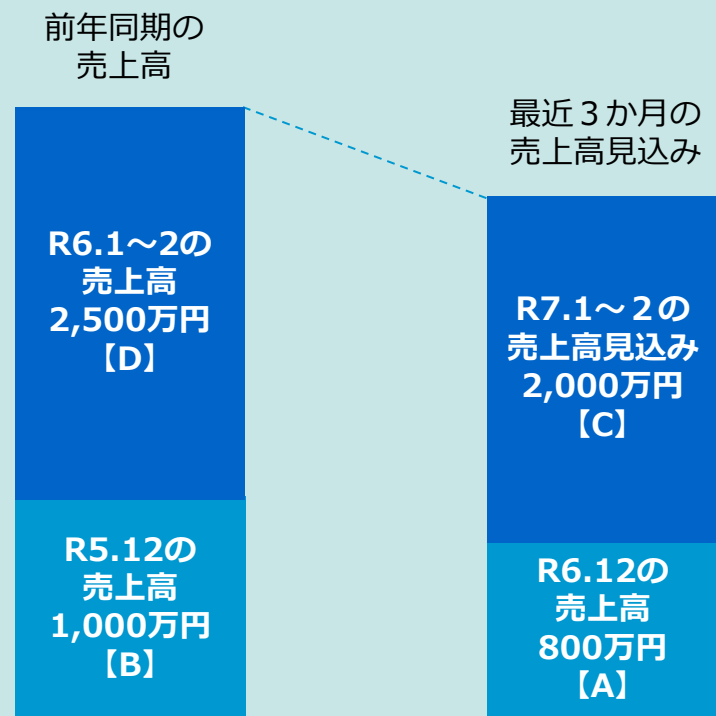 前年同期の
売上高
R6.1～2の
売上高
2,500万円
【D】
R5.12の
売上高
1,000万円
【B】
最近３か月の
売上高見込み
R7.1～２の
売上高見込み
2,000万円
【C】
R6.12の
売上高
800万円
【A】